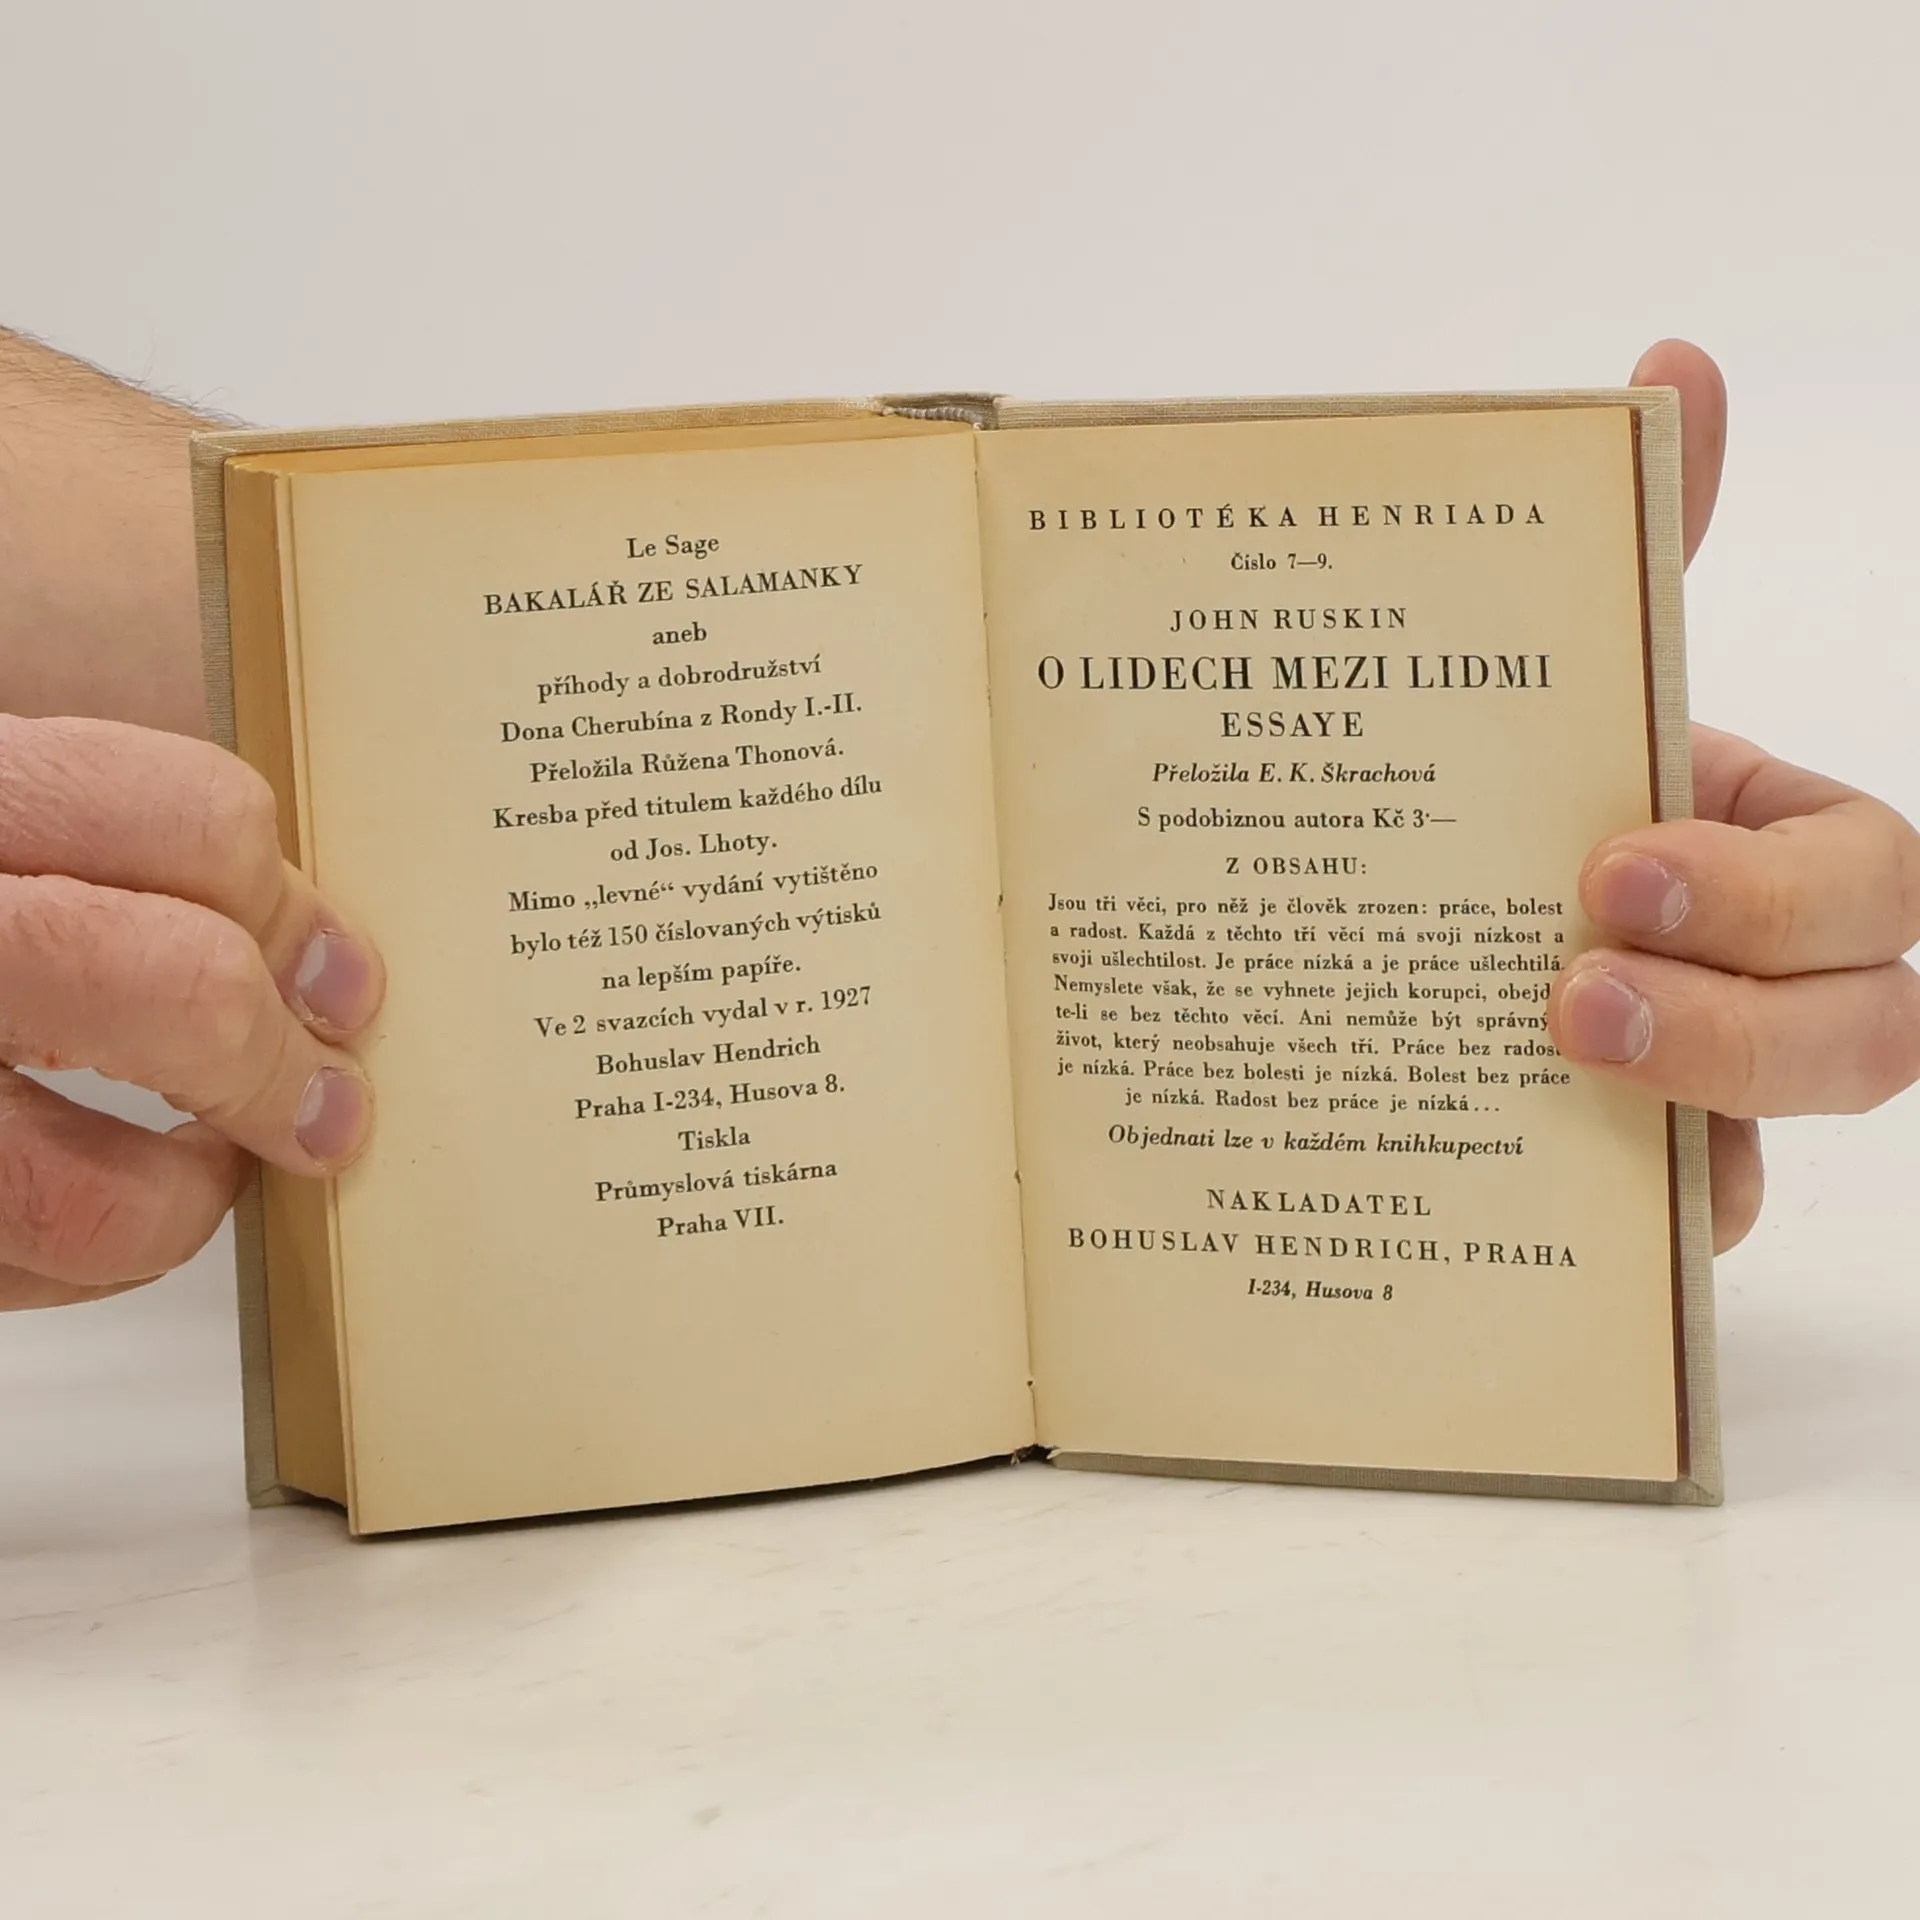 Le Sage
BAKALÁŘ ZE SALAMANKY
aneb
příhody a dobrodružství
Dona Cherubína z Rondy I.-II.
Přeložila Růžena Thonová.
Kresba před titulem každého dílu
od Jos. Lhoty.
Mimo „levné“ vydání vytištěno
bylo též 150 číslovaných výtisků
na lepším papíře.
Ve 2 svazcích vydal v r. 1927
Bohuslav Hendrich
Praha I-234, Husova 8.
Tiskla
Průmyslová tiskárna
Praha VII.
BIBLIOTÉKA HENRIADA
Číslo 7—9.
JOHN RUSKIN
O LIDECH MEZI LIDMI
ESSAYE
Přeložila E. K. Škrachová
S podobiznou autora Kč 3·—
Z OBSAHU:
Jsou tři věci, pro něž je člověk zrozen: práce, bolest
a radost. Každá z těchto tří věcí má svoji nízkost a
svoji ušlechtilost. Je práce nízká a je práce ušlechtilá.
Nemyslete však, že se vyhnete jejich korupci, obejd
te-li se bez těchto věcí. Ani nemůže být správný
život, který neobsahuje všech tří. Práce bez rados
je nízká. Práce bez bolesti je nízká. Bolest bez práce
je nízká. Radost bez práce je nízká...
Objednati lze v každém knihkupectví
NAKLADATEL
BOHUSLAV HENDRICH, PRAHA
I-234, Husova 8